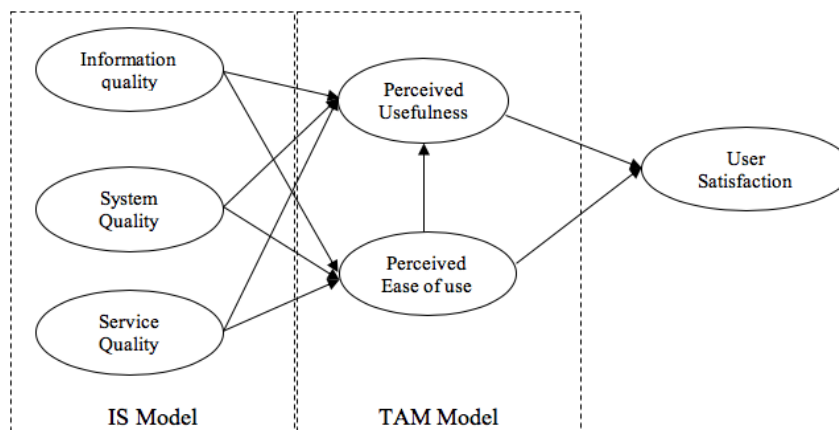 Information
quality
Perceived
Usefulness
User
Satisfaction
System
Quality
Perceived
Ease of use
Service
Quality
IS Model
TAM Model